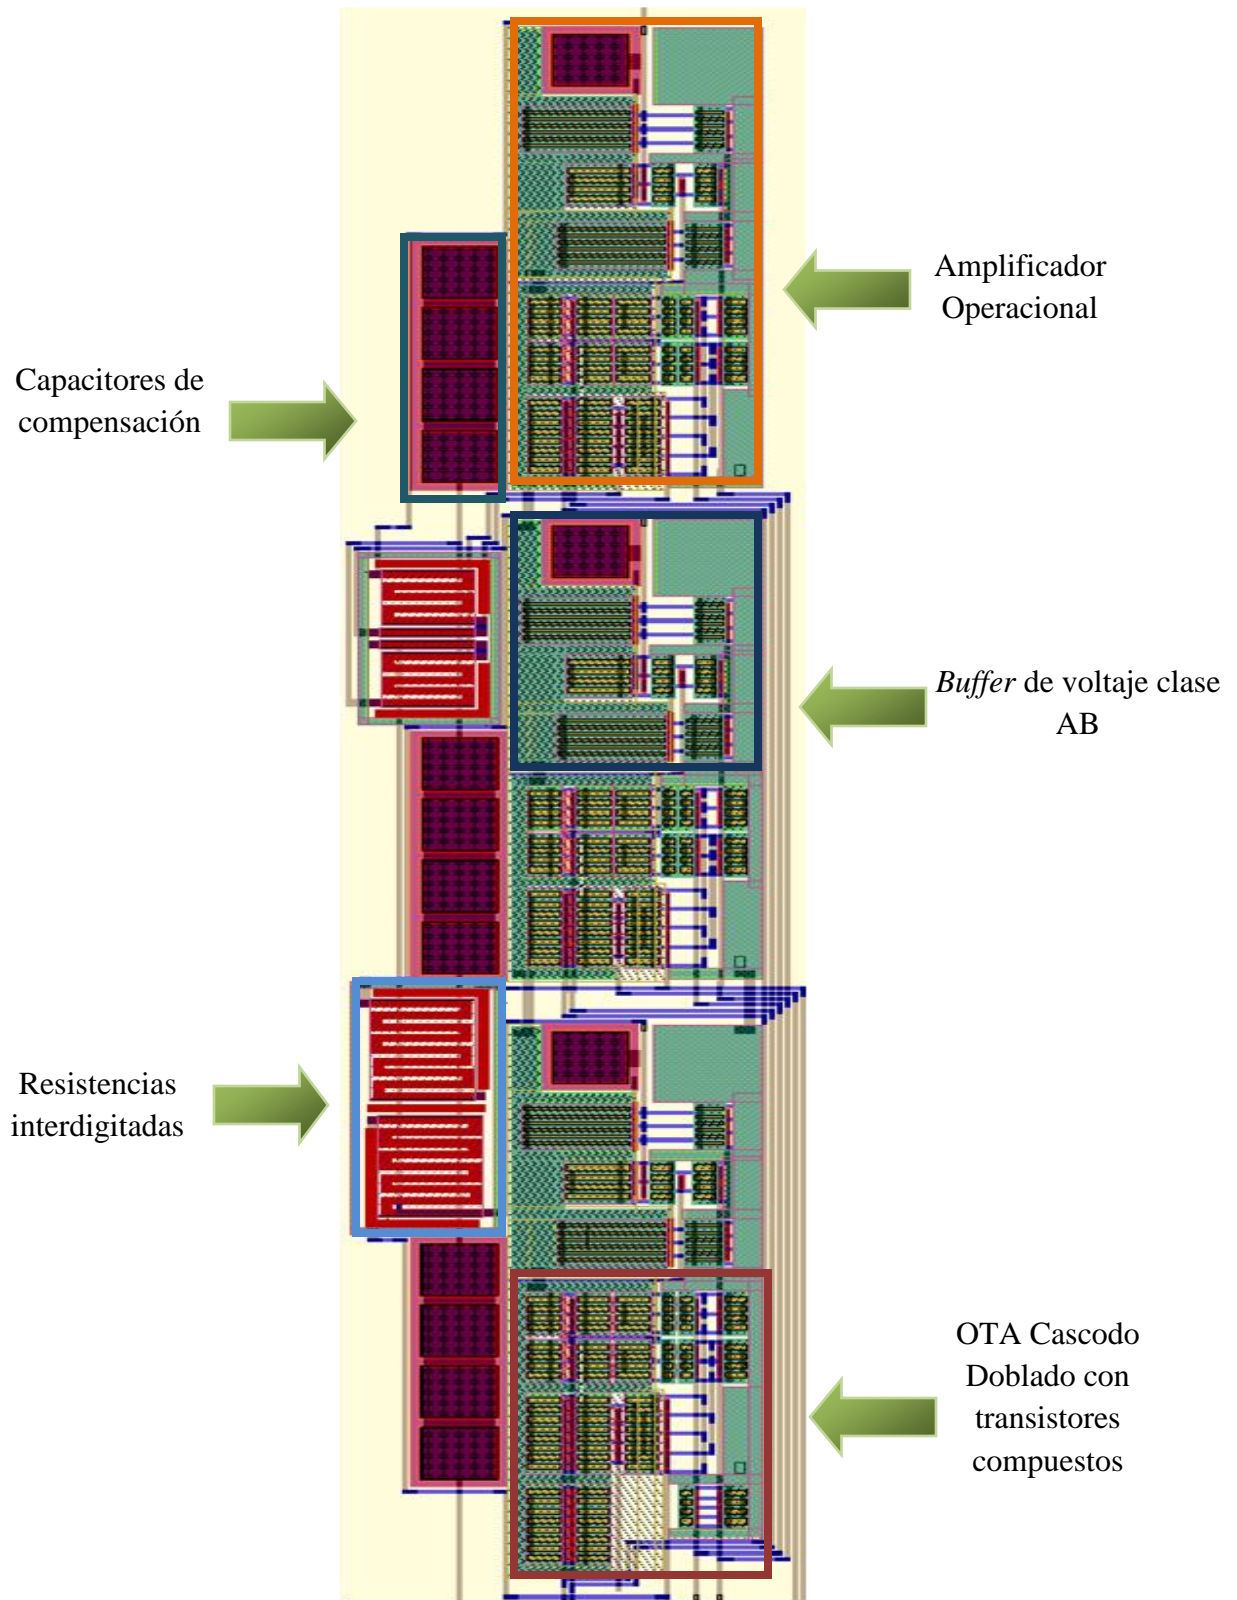 Amplificador
Operacional
Capacitores de
compensación
Buffer de voltaje clase
AB
Resistencias
interdigitadas
OTA Cascodo
Doblado con
transistores
compuestos